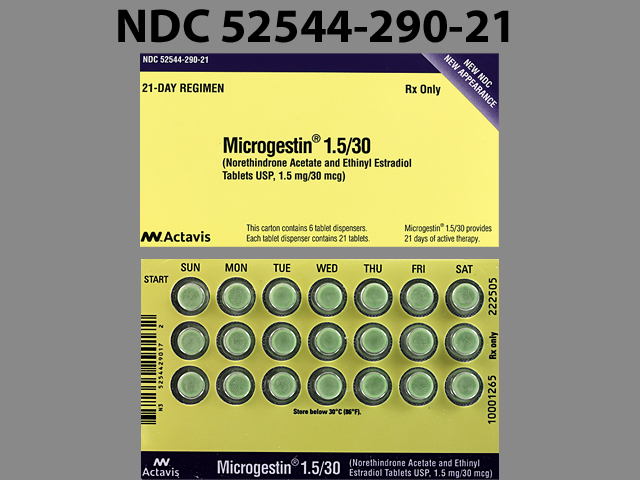 NDC 52544-290-21
NDC 52544-290-21
NEW NDC
NEW APPEARANCE
21-DAY REGIMEN
Rx Only
Microgestin® 1.5/30
(Norethindrone Acetate and Ethinyl Estradiol
Tablets USP, 1.5 mg/30 mcg)
Actavis
This carton contains 6 tablet dispensers.
Each tablet dispenser contains 21 tablets.
Microgestin® 1.5/30 provides
21 days of active therapy.
START SUN MON TUE WED THU FRI SAT
222505
Rx only
10001265
N3 5254429017 2
Store below 30°C (86°F).
Actavis
Microgestin® 1.5/30
(Norethindrone Acetate and Ethinyl
Estradiol Tablets USP, 1.5 mg/30 mcg)